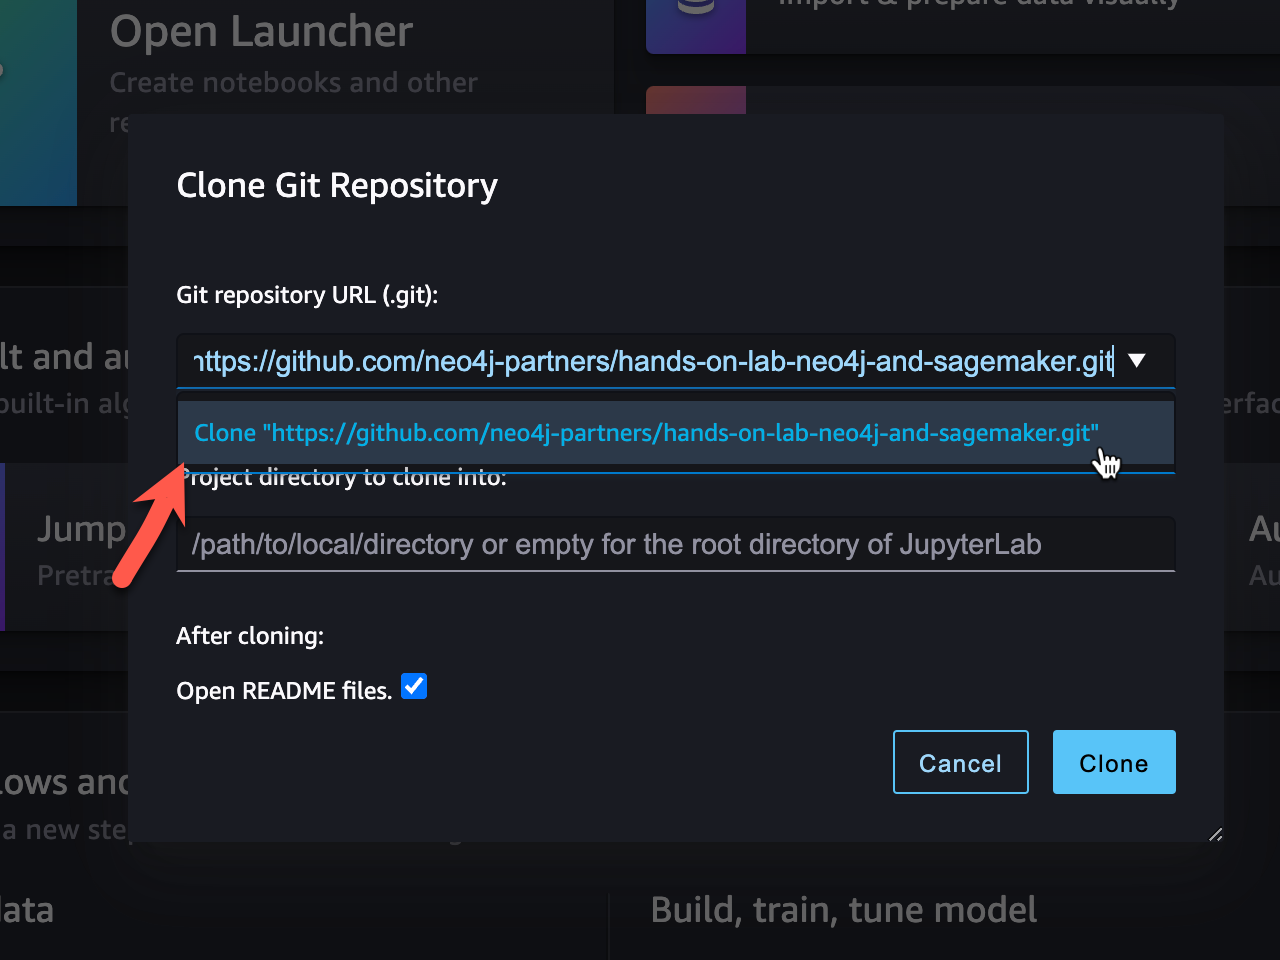 Import & prepare data visually
Open Launcher
Create notebooks and other
Clone Git Repository
Git repository URL (.git):
https://github.com/neo4j-partners/hands-on-lab-neo4j-and-sagemaker.git
Clone "https://github.com/neo4j-partners/hands-on-lab-neo4j-and-sagemaker.git"
Project directory to clone into:
/path/to/local/directory or empty for the root directory of JupyterLab
After cloning:
Open README files.
Cancel
Clone
lt and au
built-in alg
erfac
Jump
Pretra
Au
Au
lows and
a new step
data
Build, train, tune model